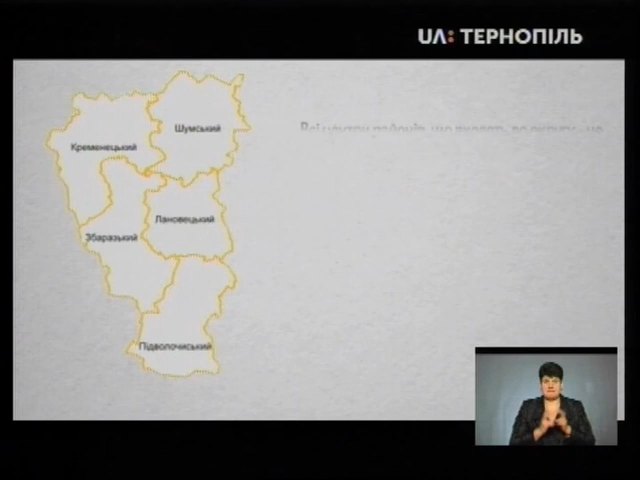 UA: ТЕРНОПІЛЬ
Шумський
Кременецький
Лановецький
Збаразький
Підволочиський